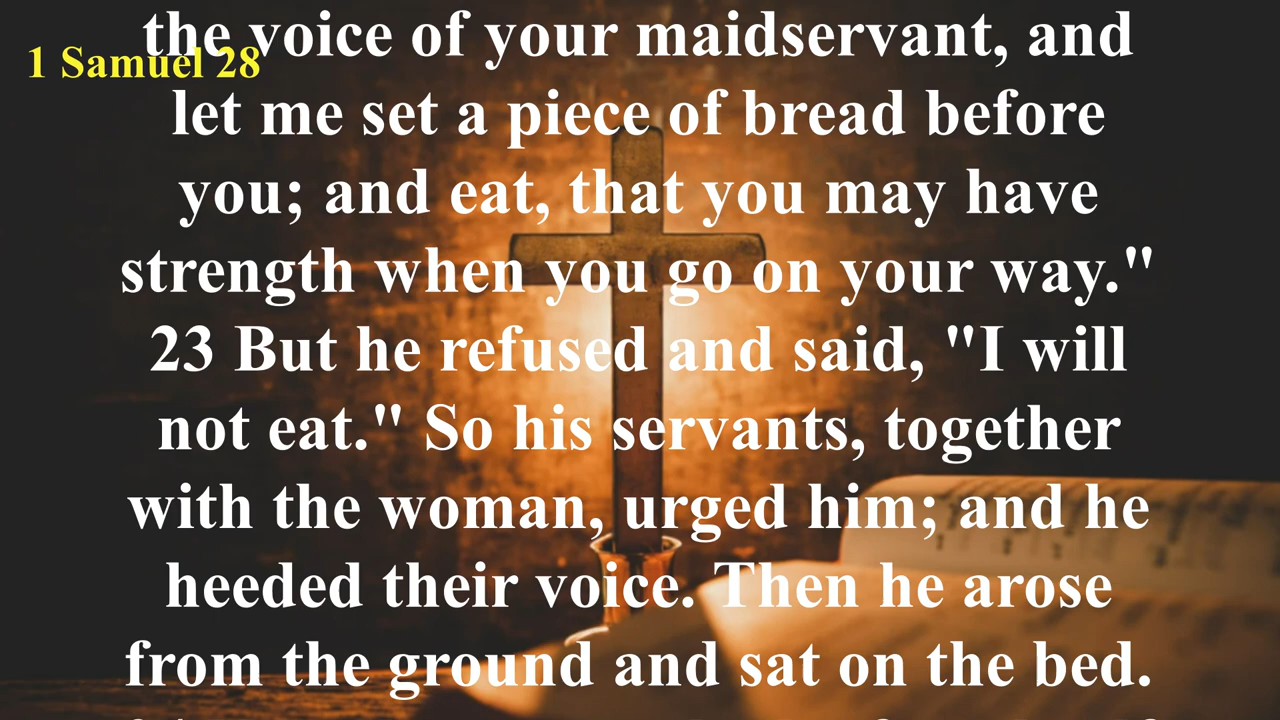 1 Samuel 28
the voice of your maidservant, and
let me set a piece of bread before
you; and eat, that you may have
strength when you go on your way."
23 But he refused and said, "I will
not eat." So his servants, together
with the woman, urged him; and he
heeded their voice. Then he arose
from the ground and sat on the bed.